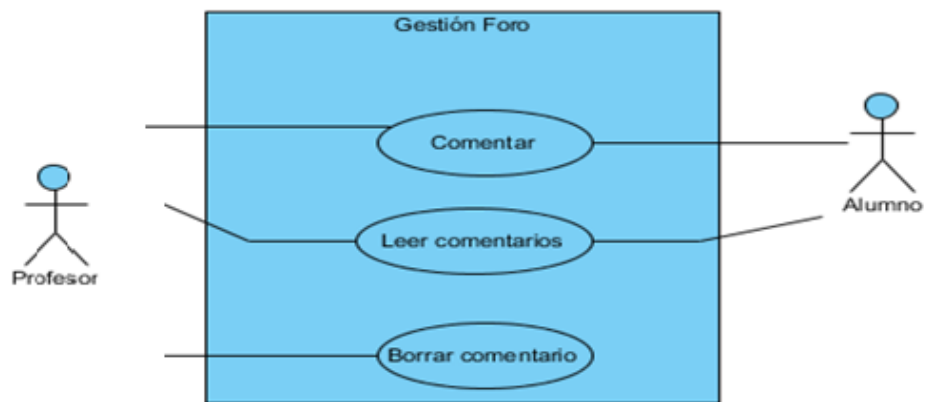 Gestión Foro
Comentar
Alumno
Leer comentarios
Profesor
Borrar comentario